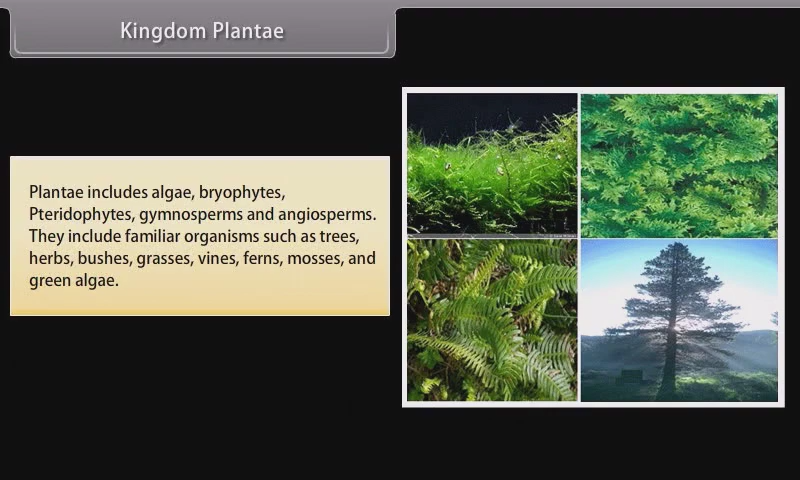 Kingdom Plantae
Plantae includes algae, bryophytes,
Pteridophytes, gymnosperms and angiosperms.
They include familiar organisms such as trees,
herbs, bushes, grasses, vines, ferns, mosses, and
green algae.